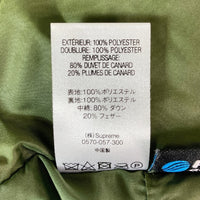 EXTÉRIEUR: 100% POLYESTER
DOUBLURE: 100% POLYESTER
REMPLISSAGE:
80% DUVET DE CANARD
20% PLUMES DE CANARD
表地:100%ポリエステル
裏地:100%ポリエステル
中綿:80% ダウン
20% フェザー
(株) Supreme
0570-057-300
中国製